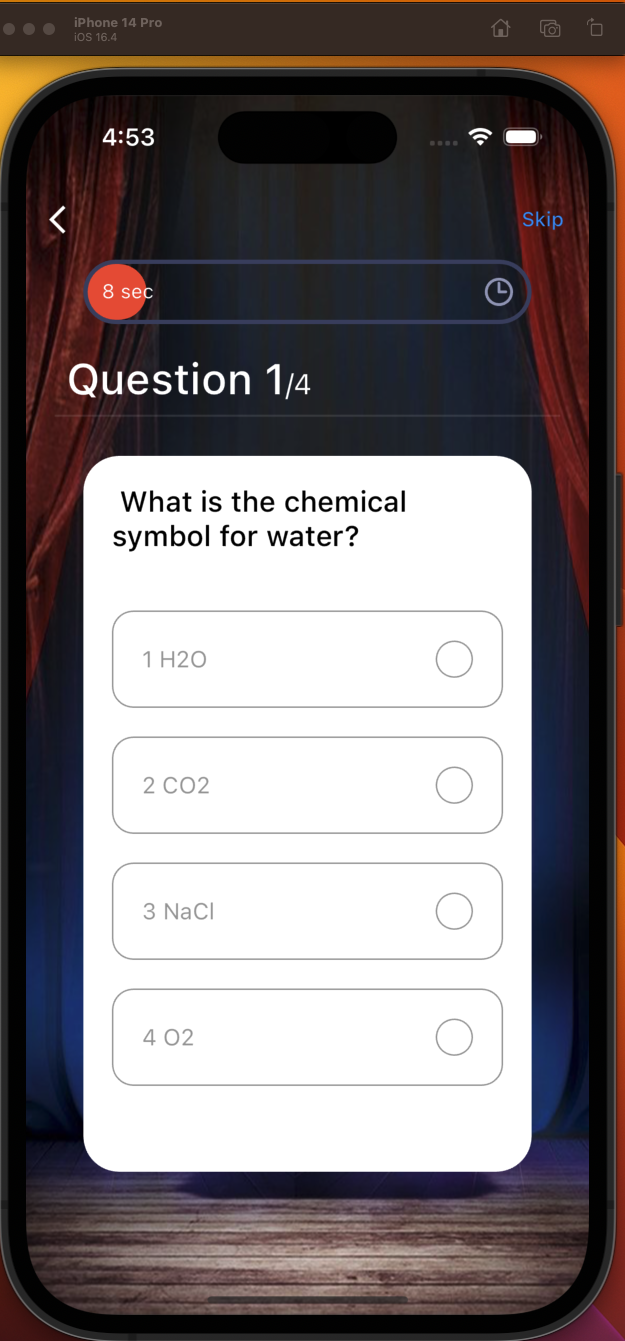 iPhone 14 Pro
iOS 16.4
4:53
Skip
8 sec
Question 1/4
What is the chemical
symbol for water?
1 H2O
2 CO2
3 NaCl
4 O2